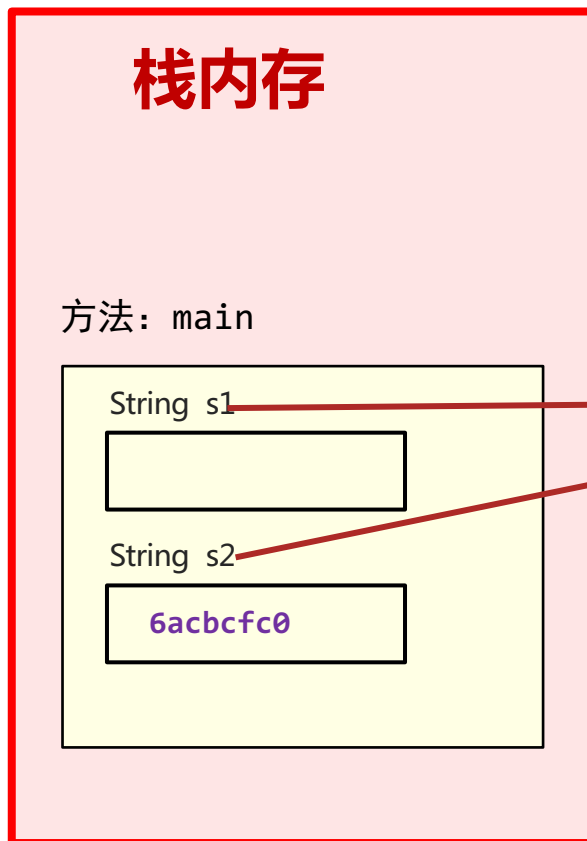 栈内存
方法: main
String s1
String s2
6acbcfc0